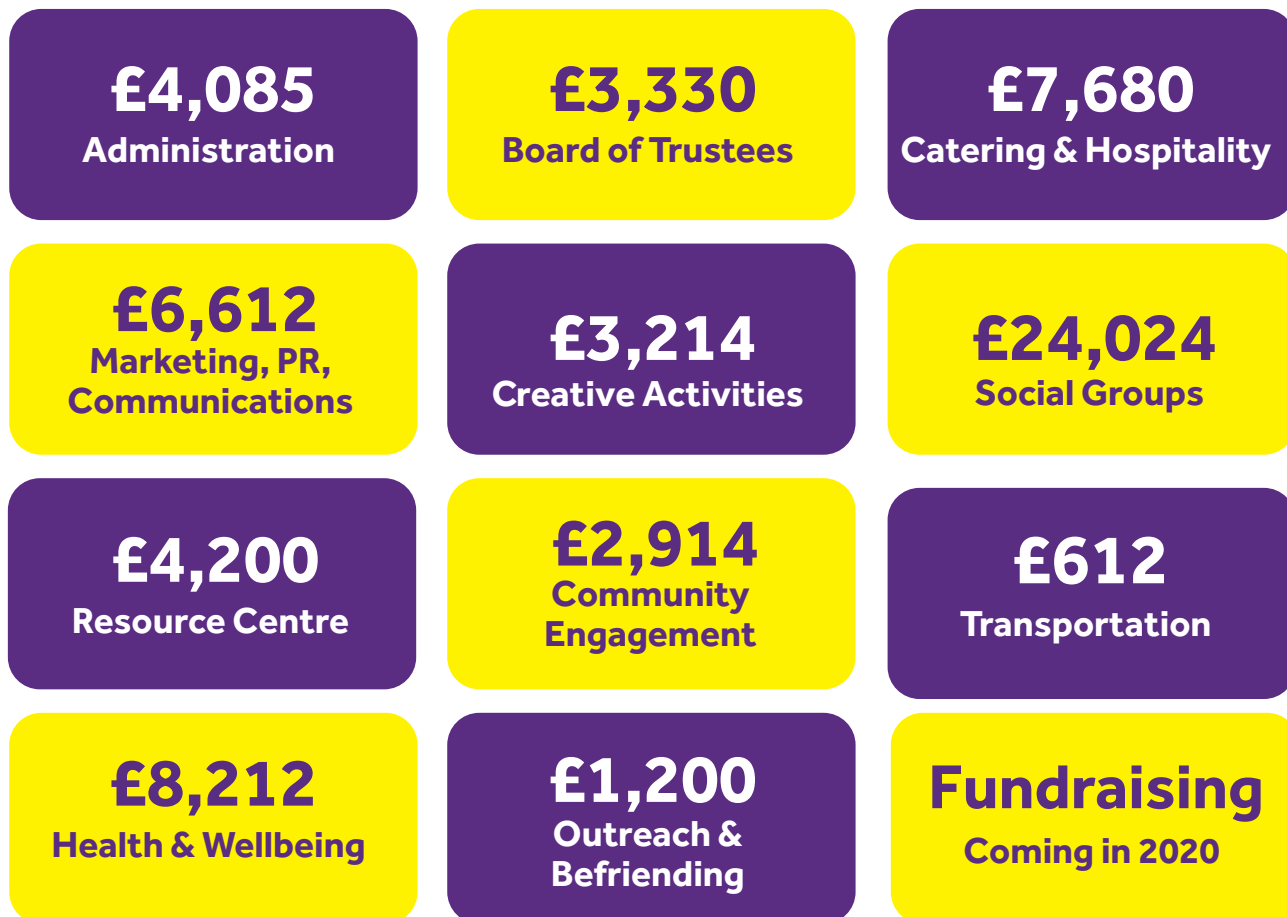 £4,085
Administration
£3,330
Board of Trustees
£7,680
Catering & Hospitality
£6,612
Marketing, PR,
Communications
£3,214
Creative Activities
£24,024
Social Groups
£4,200
Resource Centre
£2,914
Community
Engagement
£612
Transportation
£8,212
Health & Wellbeing
£1,200
Outreach &
Befriending
Fundraising
Coming in 2020